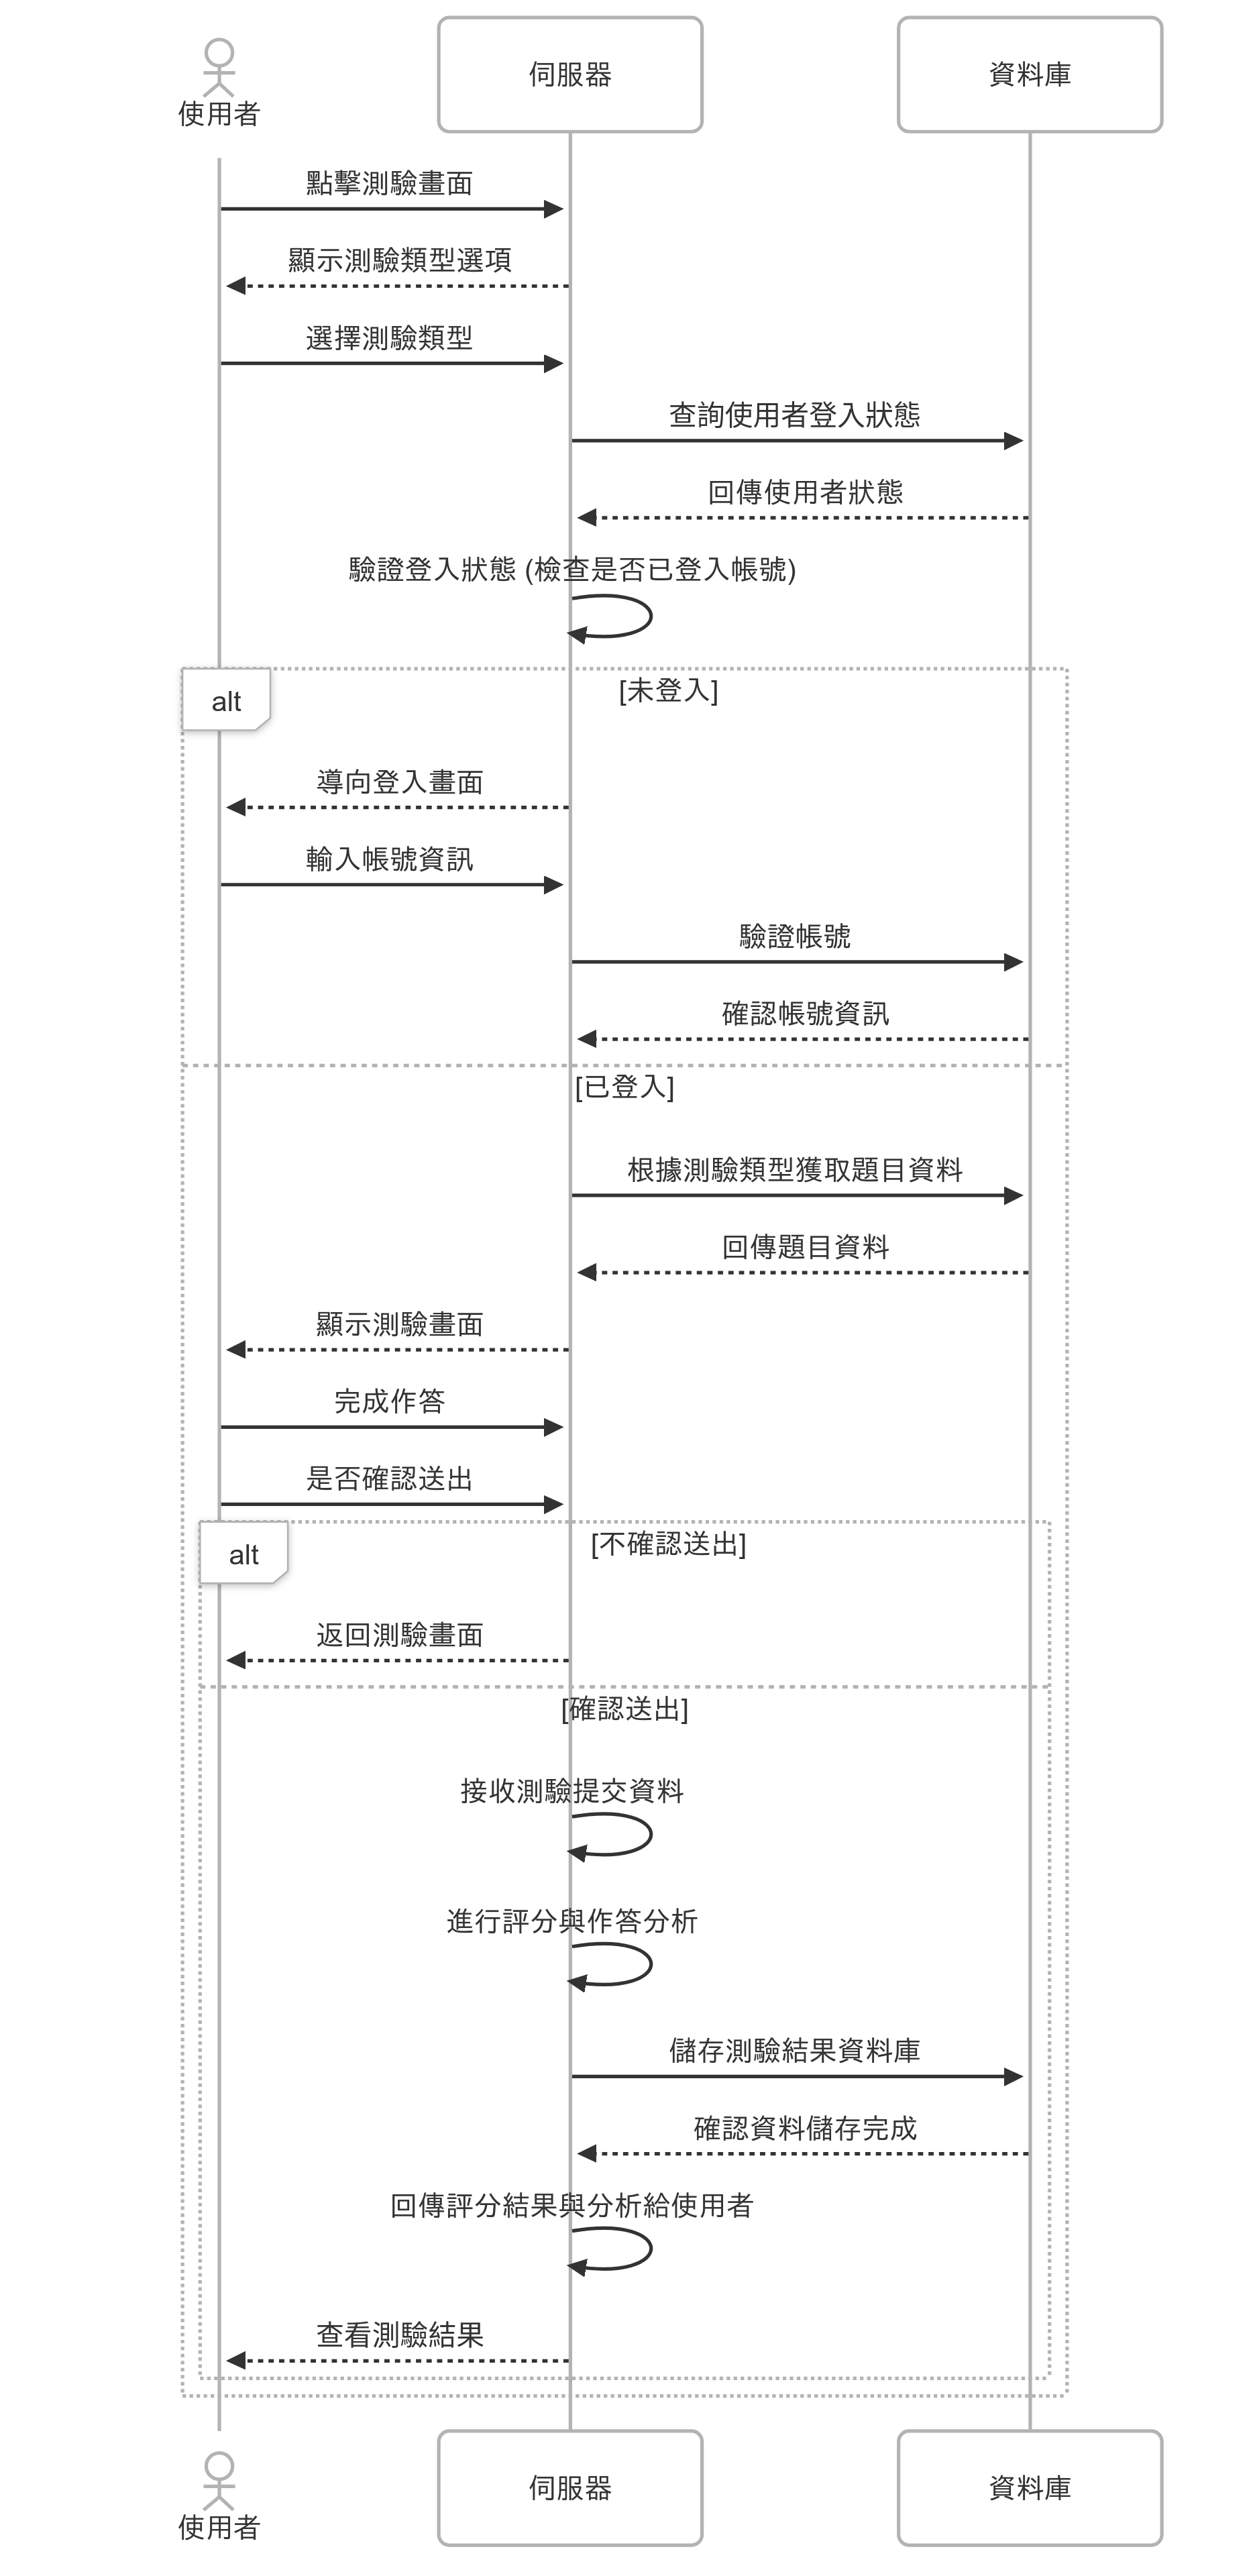 使用者
伺服器
資料庫
點擊測驗畫面
顯示測驗類型選項
選擇測驗類型
查詢使用者登入狀態
回傳使用者狀態
驗證登入狀態 (檢查是否已登入帳號)
alt
[未登入]
導向登入畫面
輸入帳號資訊
驗證帳號
確認帳號資訊
[已登入]
根據測驗類型獲取題目資料
回傳題目資料
顯示測驗畫面
完成作答
是否確認送出
alt
[不確認送出]
返回測驗畫面
[確認送出]
接收測驗提交資料
進行評分與作答分析
儲存測驗結果資料庫
確認資料儲存完成
回傳評分結果與分析給使用者
查看測驗結果
使用者
伺服器
資料庫